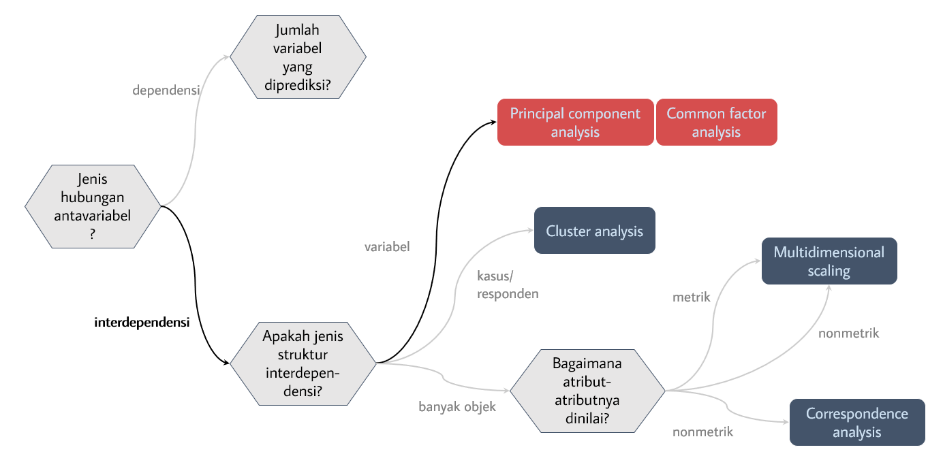 Jumlah
variabel
yang
diprediksi?
dependensi
Principal component
analysis
Common factor
analysis
Jenis
hubungan
antavariabel
?
variabel
Cluster analysis
kasus/
responden
Multidimensional
scaling
metrik
nonmetrik
interdependensi
Apakah jenis
struktur
interdepen-
densi?
Bagaimana
atribut-
atributnya
dinilai?
banyak objek
nonmetrik
Correspondence
analysis